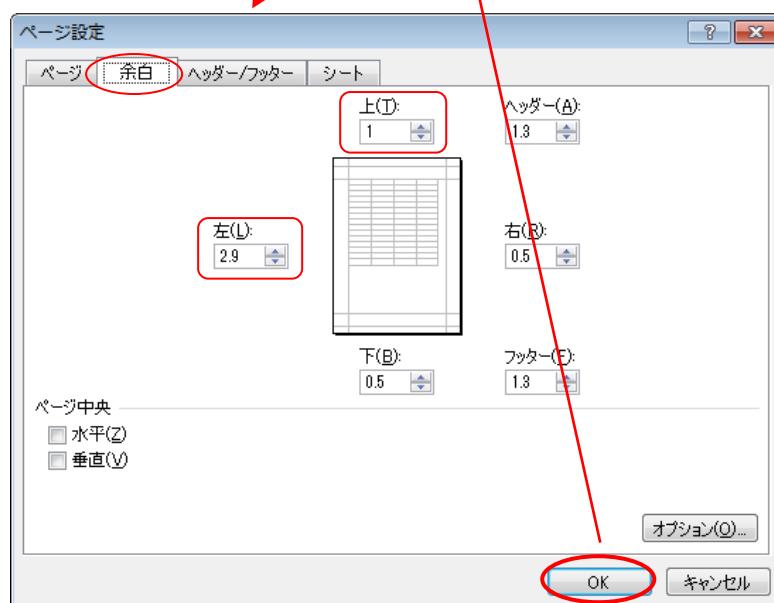 ページ設定
ページ 余白 ヘッダー/フッター シート
上(T): ヘッダー(A):
1 1.3
左(L): 右(R):
2.9 0.5
下(B): フッター(F):
0.5 1.3
ページ中央
水平(Z)
垂直(V)
オプション(O)...
OK キャンセル